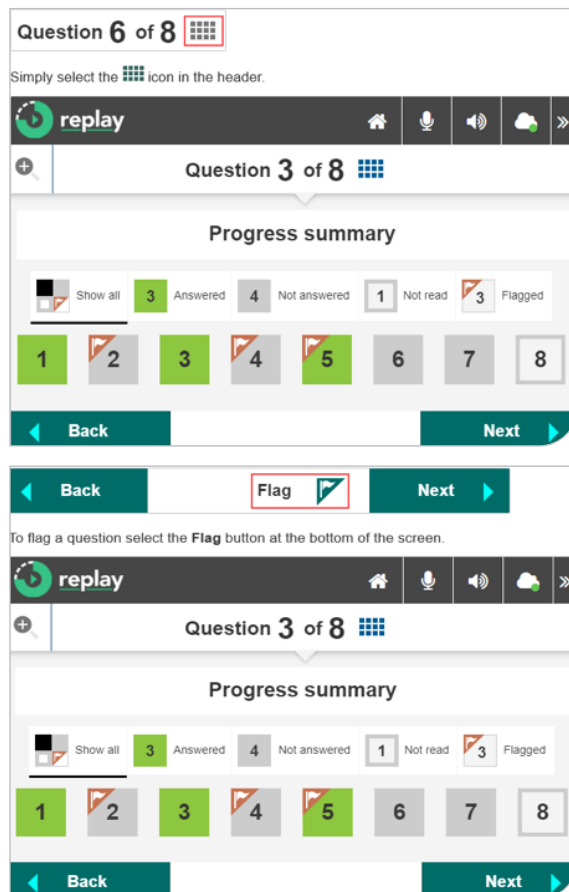 Question 6 of 8
Simply select the icon in the header.
replay
Question 3 of 8
Progress summary
Show all 3 Answered 4 Not answered 1 Not read 3 Flagged
1 2 3 4 5 6 7 8
Back Next
Back Flag Next
To flag a question select the Flag button at the bottom of the screen.
replay
Question 3 of 8
Progress summary
Show all 3 Answered 4 Not answered 1 Not read 3 Flagged
1 2 3 4 5 6 7 8
Back Next